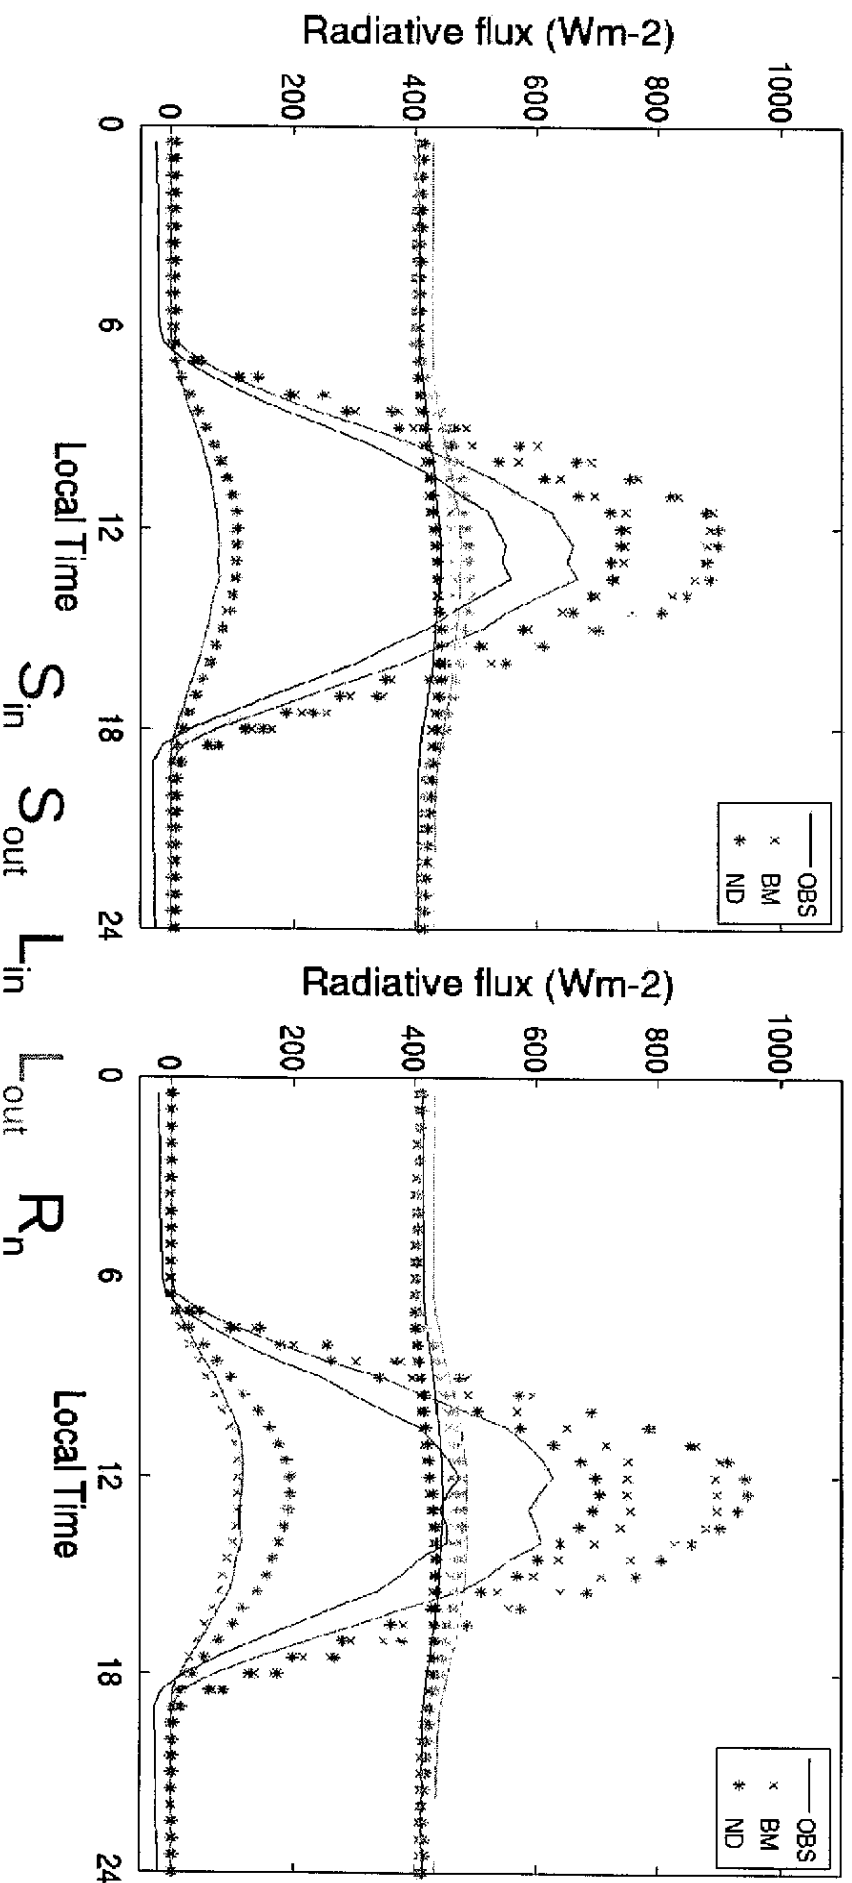 Radiative flux (Wm-2)
1000
800
600
400
200
0
0
6
12
18
24
Local Time
OBS
BM
ND
Radiative flux (Wm-2)
1000
800
600
400
200
0
0
6
12
18
24
Local Time
OBS
BM
ND
S_in S_out L_in L_out R_n